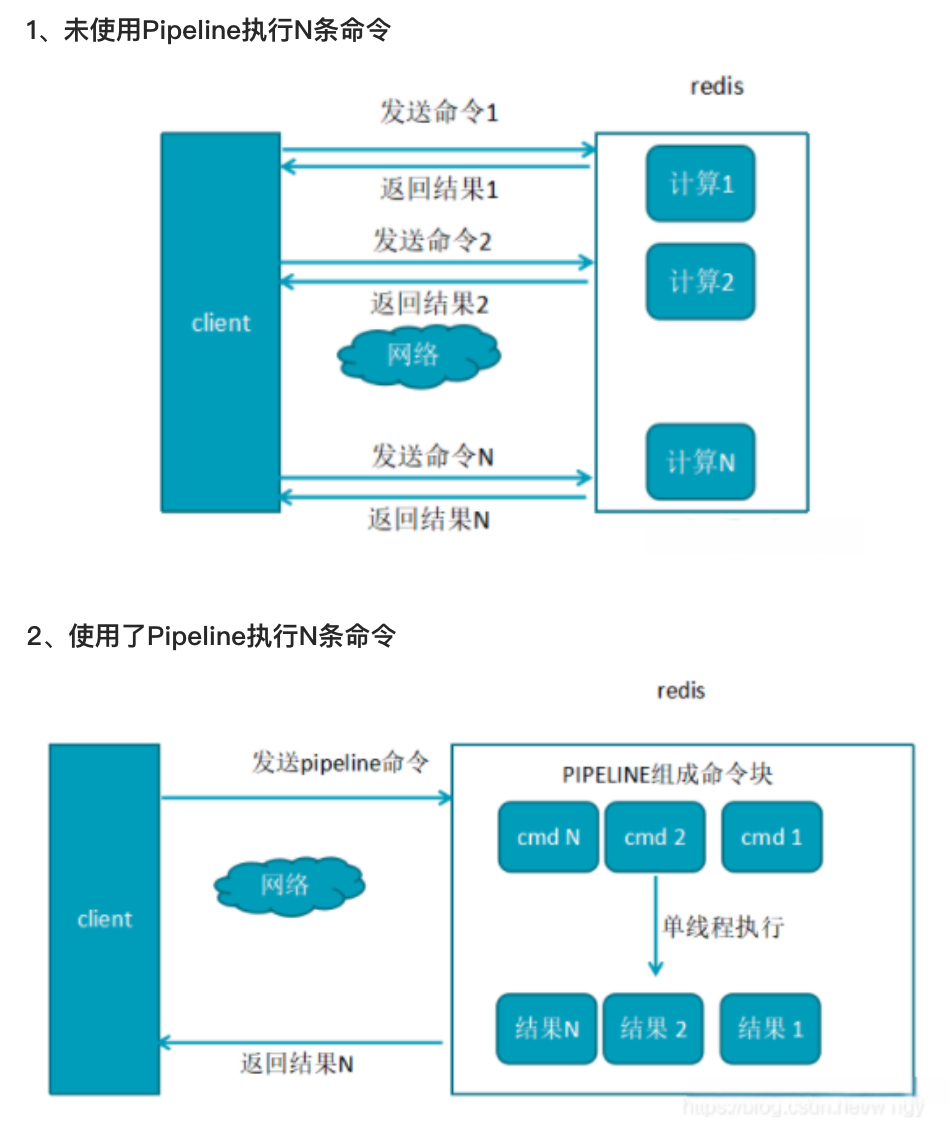 1、未使用Pipeline执行N条命令
redis
发送命令1
计算1
返回结果1
发送命令2
计算2
返回结果2
client
网络
发送命令N
计算N
返回结果N
2、使用了Pipeline执行N条命令
redis
发送pipeline命令
PIPELINE组成命令块
cmd N
cmd 2
cmd 1
网络
client
单线程执行
结果N
结果 2
结果 1
返回结果N